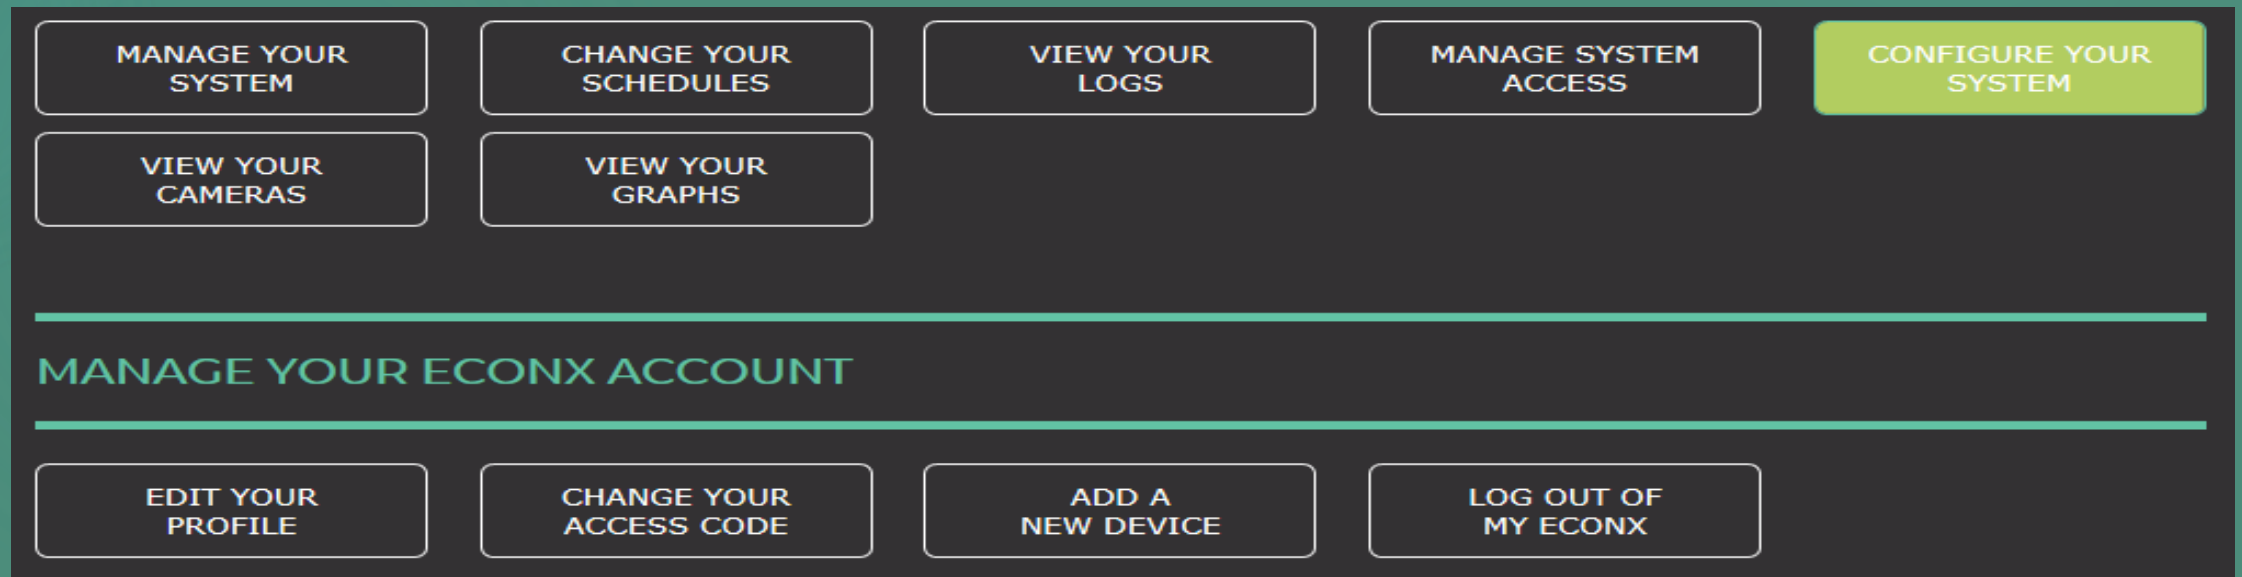 MANAGE YOUR
SYSTEM
CHANGE YOUR
SCHEDULES
VIEW YOUR
LOGS
MANAGE SYSTEM
ACCESS
CONFIGURE YOUR
SYSTEM
VIEW YOUR
CAMERAS
VIEW YOUR
GRAPHS
MANAGE YOUR ECONX ACCOUNT
EDIT YOUR
PROFILE
CHANGE YOUR
ACCESS CODE
ADD A
NEW DEVICE
LOG OUT OF
MY ECONX